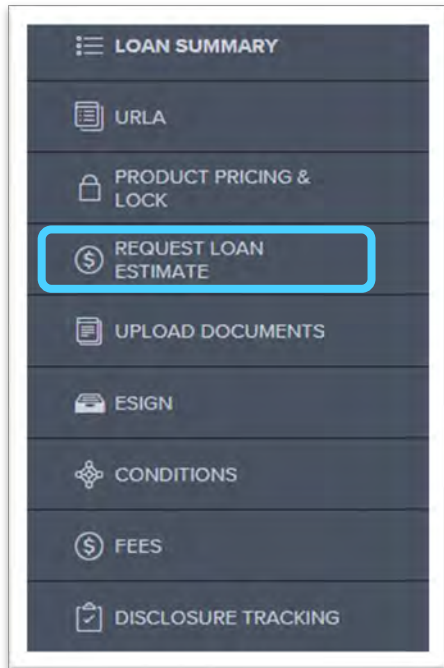 LOAN SUMMARY
URLA
PRODUCT PRICING &
LOCK
REQUEST LOAN
ESTIMATE
UPLOAD DOCUMENTS
ESIGN
CONDITIONS
FEES
DISCLOSURE TRACKING